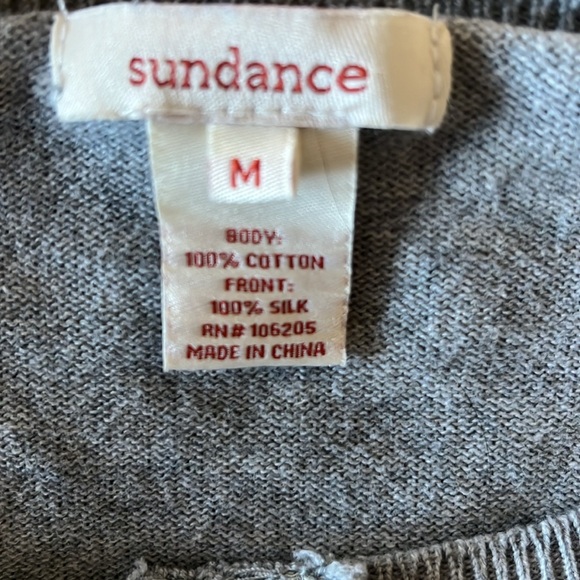 sundance
M
BODY:
100% COTTON
FRONT:
100% SILK
RN# 106205
MADE IN CHINA